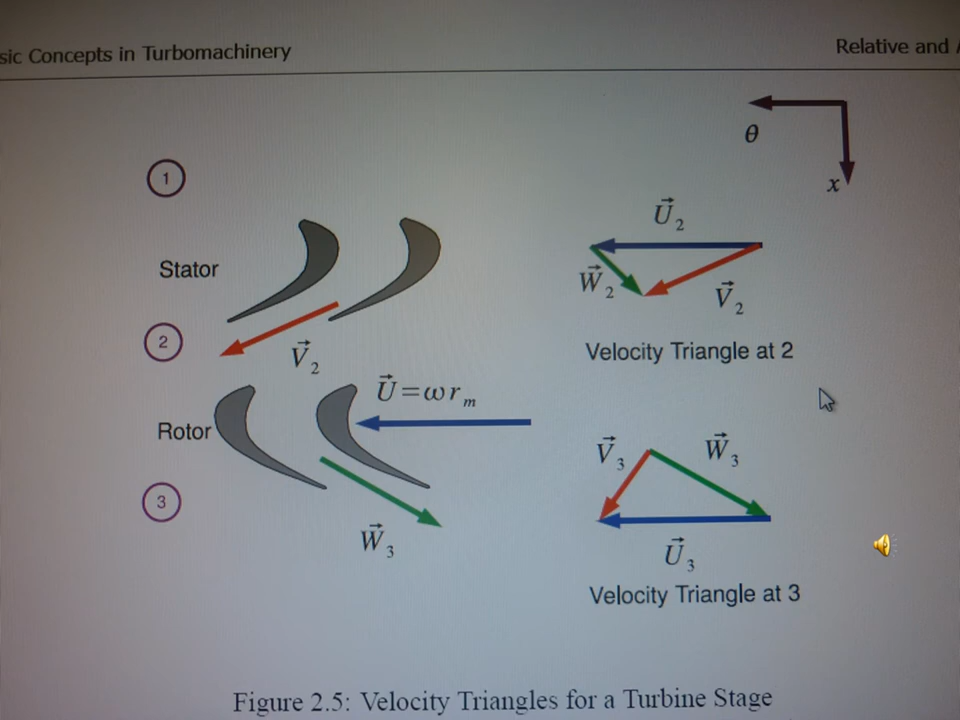 sic Concepts in Turbomachinery
Relative and
θ
x
1
Stator
2
V⃗2
U⃗=ωrm
Rotor
3
W⃗3
U⃗2
W⃗2
V⃗2
Velocity Triangle at 2
V⃗3
W⃗3
U⃗3
Velocity Triangle at 3
Figure 2.5: Velocity Triangles for a Turbine Stage